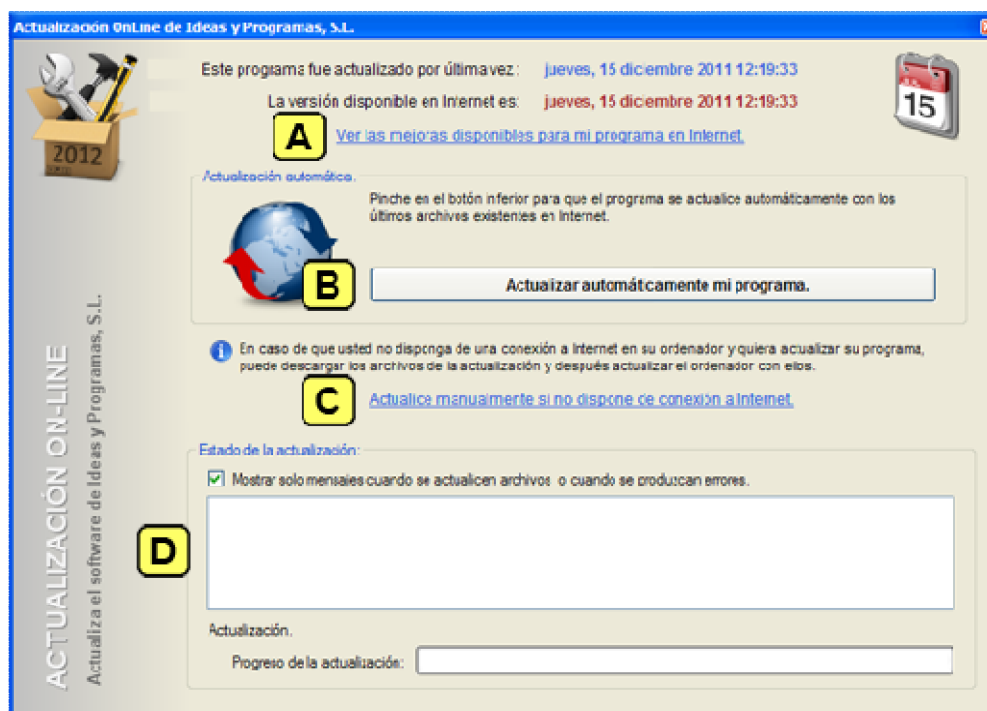 Actualización OnLine de Ideas y Programas, S.L.
Este programa fue actualizado por última vez: jueves, 15 diciembre 2011 12:19:33
La versión disponible en Internet es: jueves, 15 diciembre 2011 12:19:33
A Ver las mejoras disponibles para mi programa en Internet.
15
2012
Actualización automática.
Pinche en el botón inferior para que el programa se actualice automáticamente con los
últimos archivos existentes en Internet.
B Actualizar automáticamente mi programa.
En caso de que usted no disponga de una conexión a Internet en su ordenador y quiera actualizar su programa,
puede descargar los archivos de la actualización y después actualizar el ordenador con ellos.
C Actualice manualmente si no dispone de conexión a Internet.
Estado de la actualización:
Mostrar solo mensajes cuando se actualicen archivos o cuando se produzcan errores.
D
Actualización.
Progreso de la actualización:
ACTUALIZACIÓN ON-LINE
Actualiza el software de Ideas y Programas, S.L.